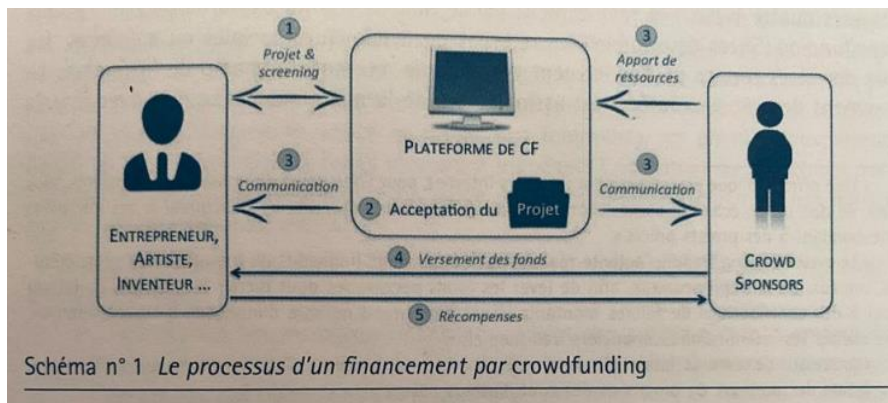 1
Projet &
screening
3
Apport de
ressources
PLATEFORME DE CF
3
Communication
3
Communication
2 Acceptation du Projet
ENTREPRENEUR,
ARTISTE,
INVENTEUR ...
CROWD
SPONSORS
4 Versement des fonds
5 Récompenses
Schéma n° 1 Le processus d'un financement par crowdfunding